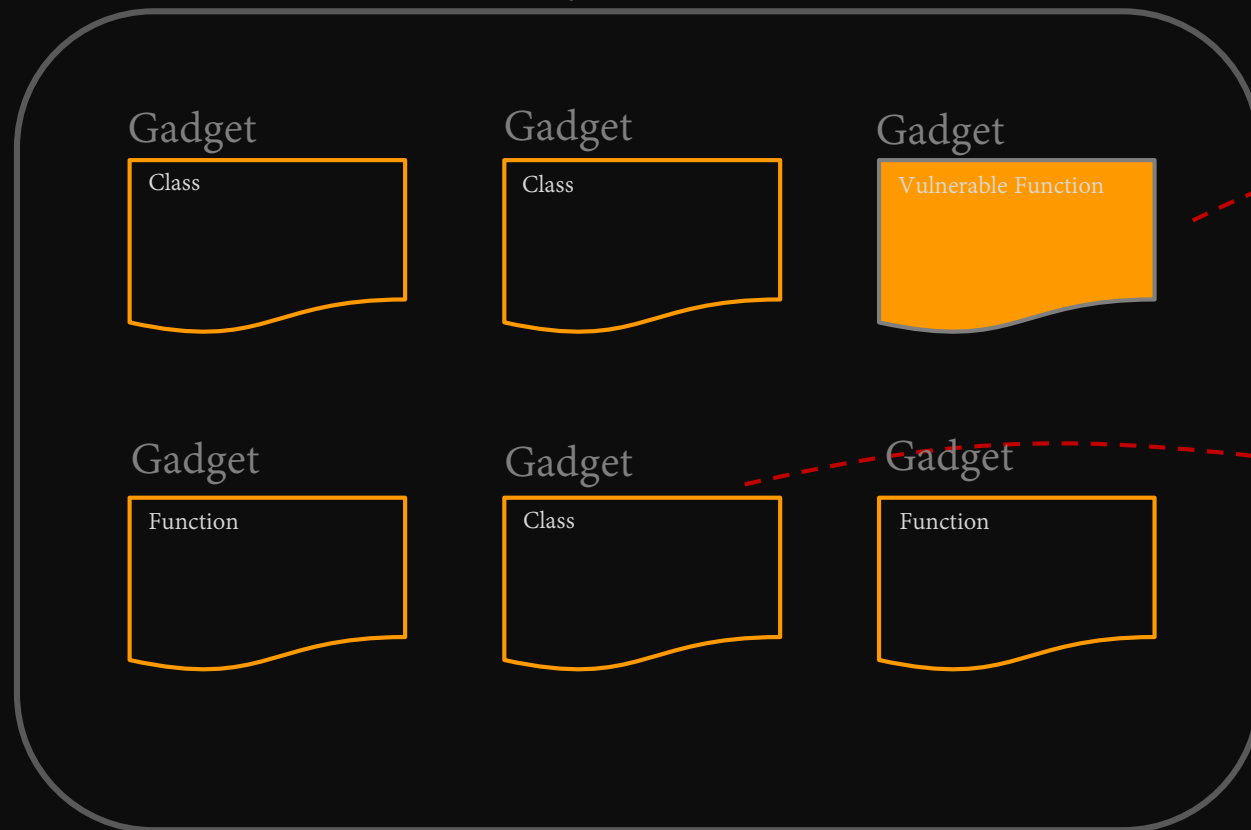 Gadget
Class
Gadget
Class
Gadget
Vulnerable Function
Gadget
Function
Gadget
Class
Gadget
Function